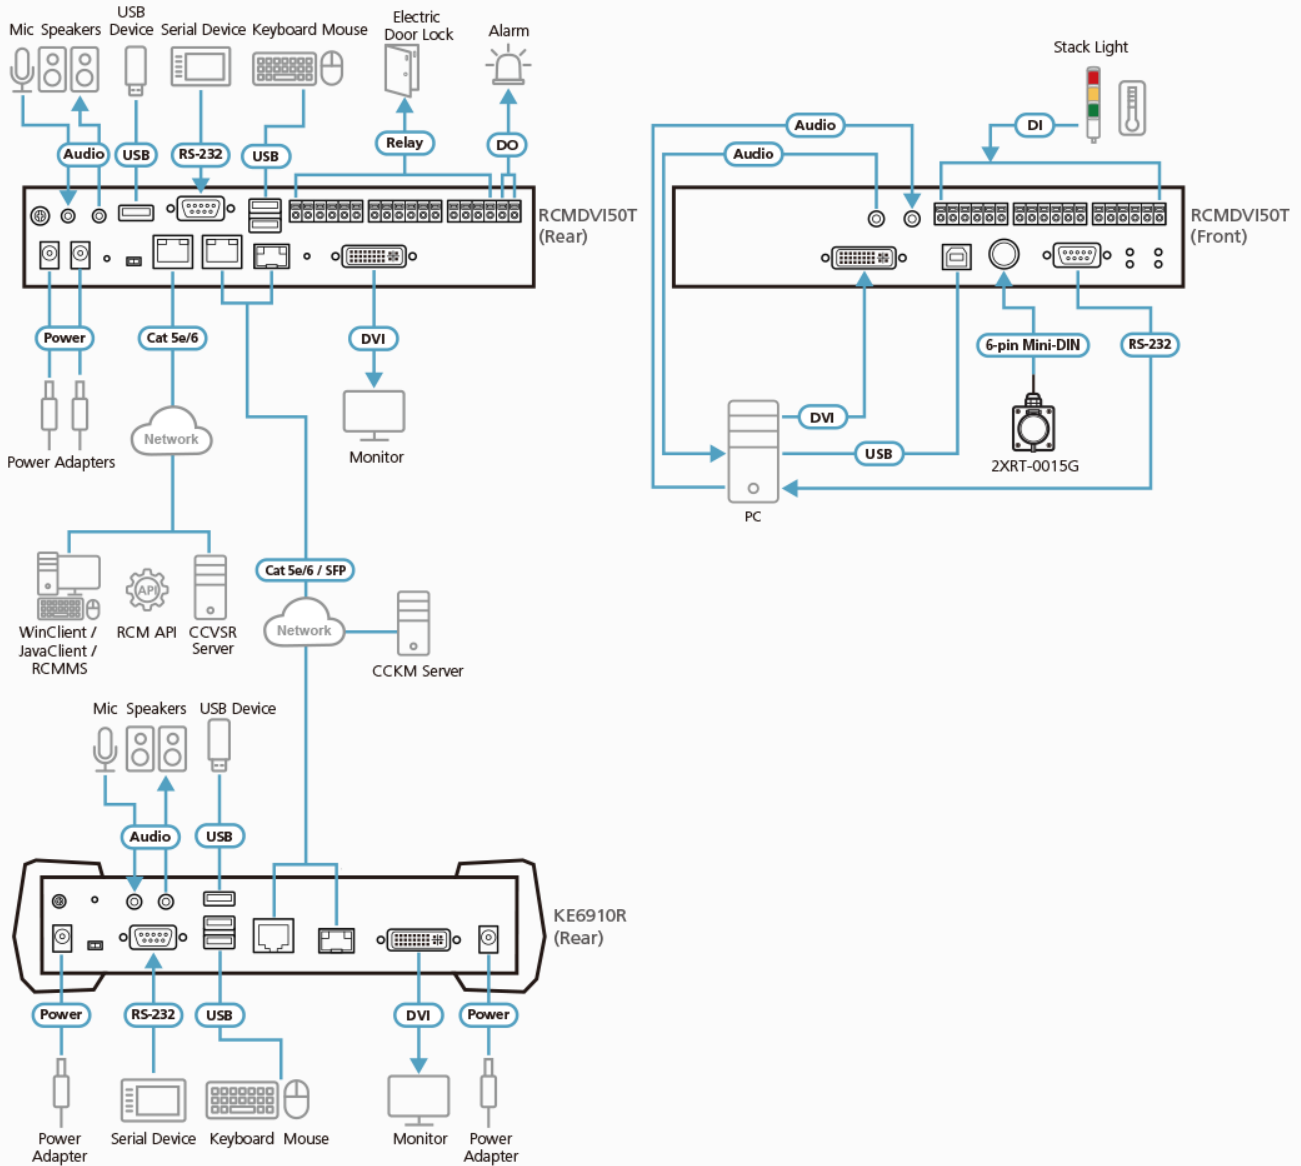 USB
Mic Speakers Device Serial Device Keyboard Mouse
Electric
Door Lock
Alarm
Audio
USB
RS-232
USB
Relay
DO
RCMDVI50T
(Rear)
Power
Cat 5e/6
DVI
Power Adapters
Network
Monitor
WinClient /
JavaClient /
RCMMS
API
RCM API
CCVSR
Server
Cat 5e/6 / SFP
Network
CCKM Server
Stack Light
Audio
Audio
DI
RCMDVI50T
(Front)
6-pin Mini-DIN
RS-232
DVI
USB
PC
2XRT-0015G
Mic Speakers USB Device
Audio
USB
KE6910R
(Rear)
Power
RS-232
USB
DVI
Power
Power
Adapter
Serial Device
Keyboard Mouse
Monitor
Power
Adapter